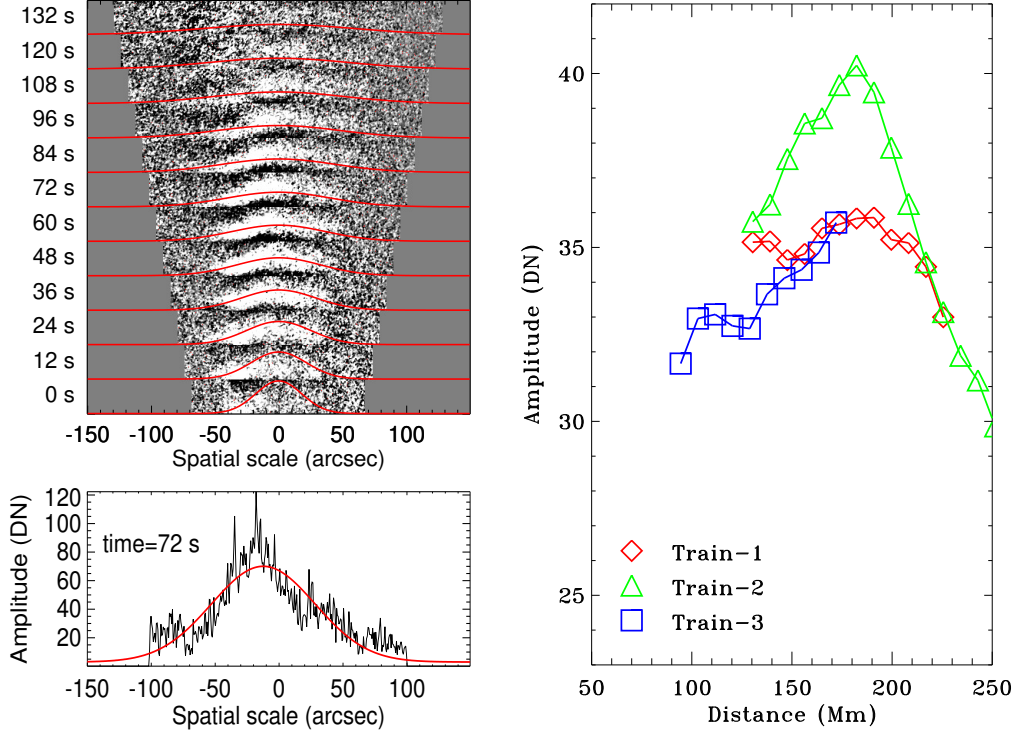 132 s
120 s
108 s
96 s
84 s
72 s
60 s
48 s
36 s
24 s
12 s
0 s
-150 -100 -50 0 50 100
Spatial scale (arcsec)
120
100
80
60
40
20
Amplitude (DN)
time=72 s
-150 -100 -50 0 50 100
Spatial scale (arcsec)
40
35
30
25
Amplitude (DN)
Train-1
Train-2
Train-3
50 100 150 200 250
Distance (Mm)